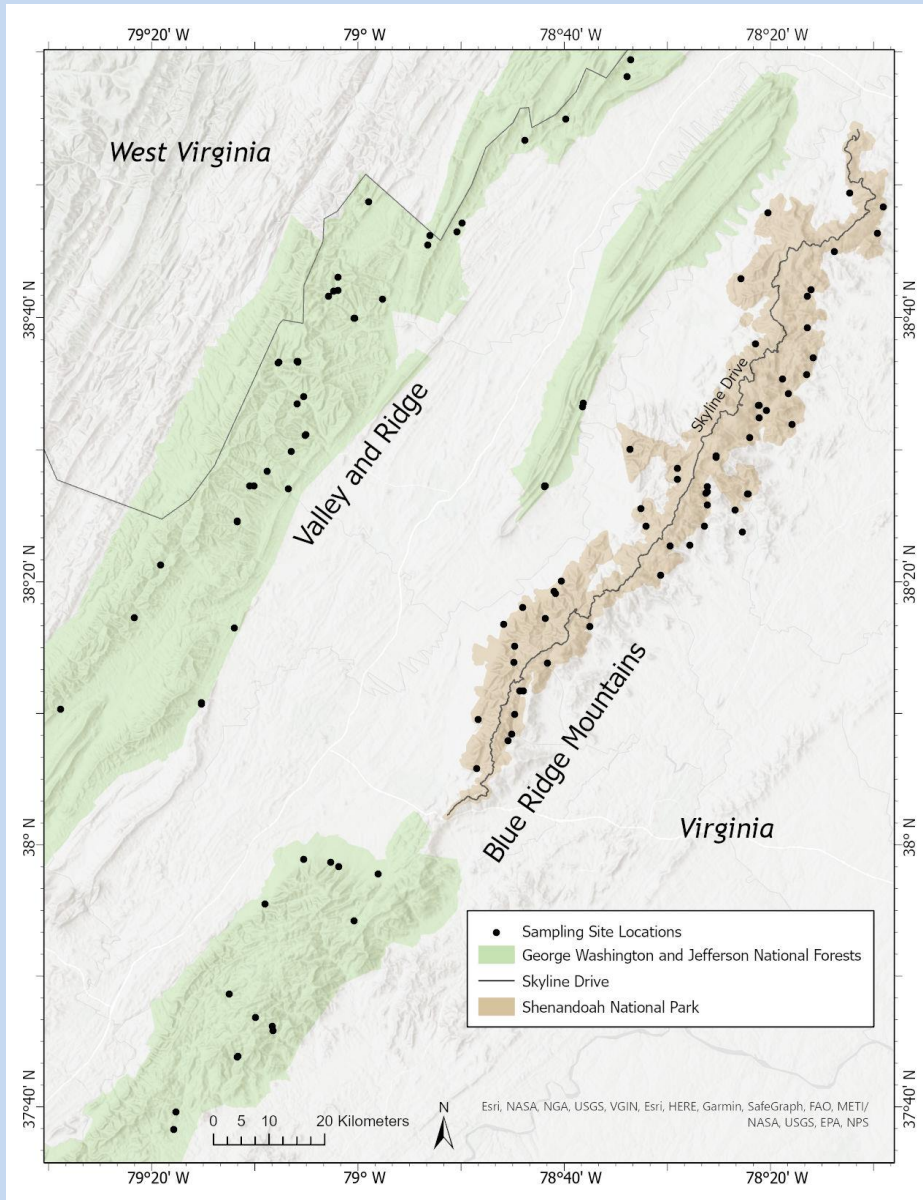 79°20' W
79° W
78°40' W
78°20' W
West Virginia
38°40' N
38°40' N
Skyline Drive
Valley and Ridge
38°20' N
38°20' N
Blue Ridge Mountains
Virginia
38° N
38° N
Sampling Site Locations
George Washington and Jefferson National Forests
Skyline Drive
Shenandoah National Park
37°40' N
37°40' N
0 5 10 20 Kilometers
N
Esri, NASA, NGA, USGS, VGIN, Esri, HERE, Garmin, SafeGraph, FAO, METI/
NASA, USGS, EPA, NPS
79°20' W
79° W
78°40' W
78°20' W